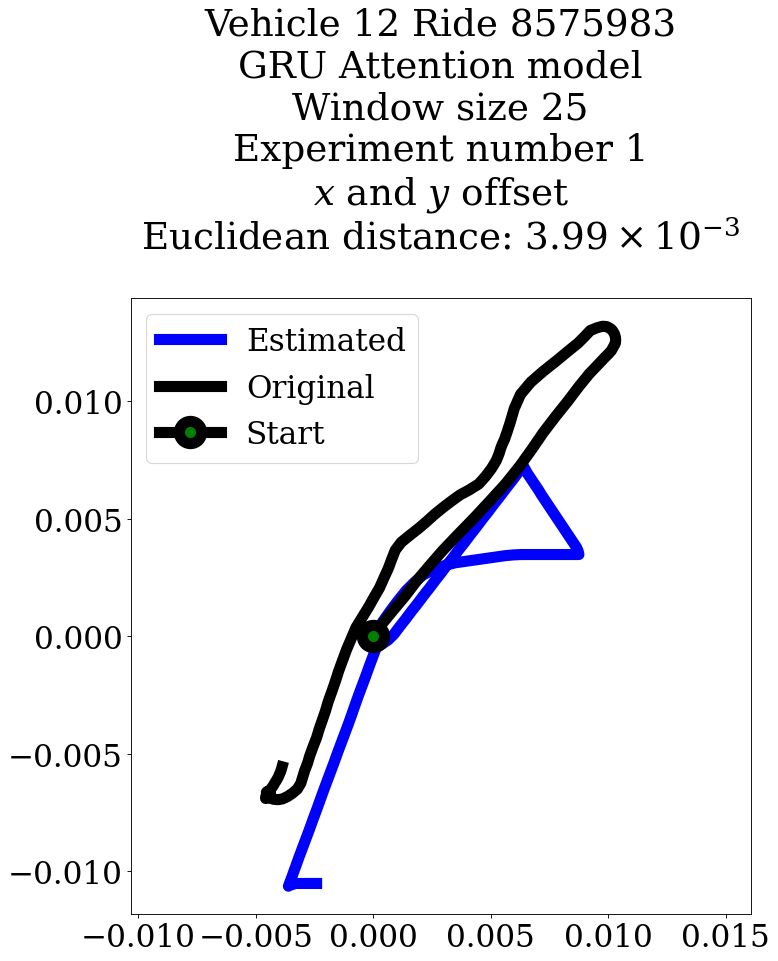 Vehicle 12 Ride 8575983
GRU Attention model
Window size 25
Experiment number 1
x and y offset
Euclidean distance: 3.99 × 10⁻³
Estimated
Original
Start
0.010
0.005
0.000
−0.005
−0.010
−0.010 −0.005 0.000 0.005 0.010 0.015